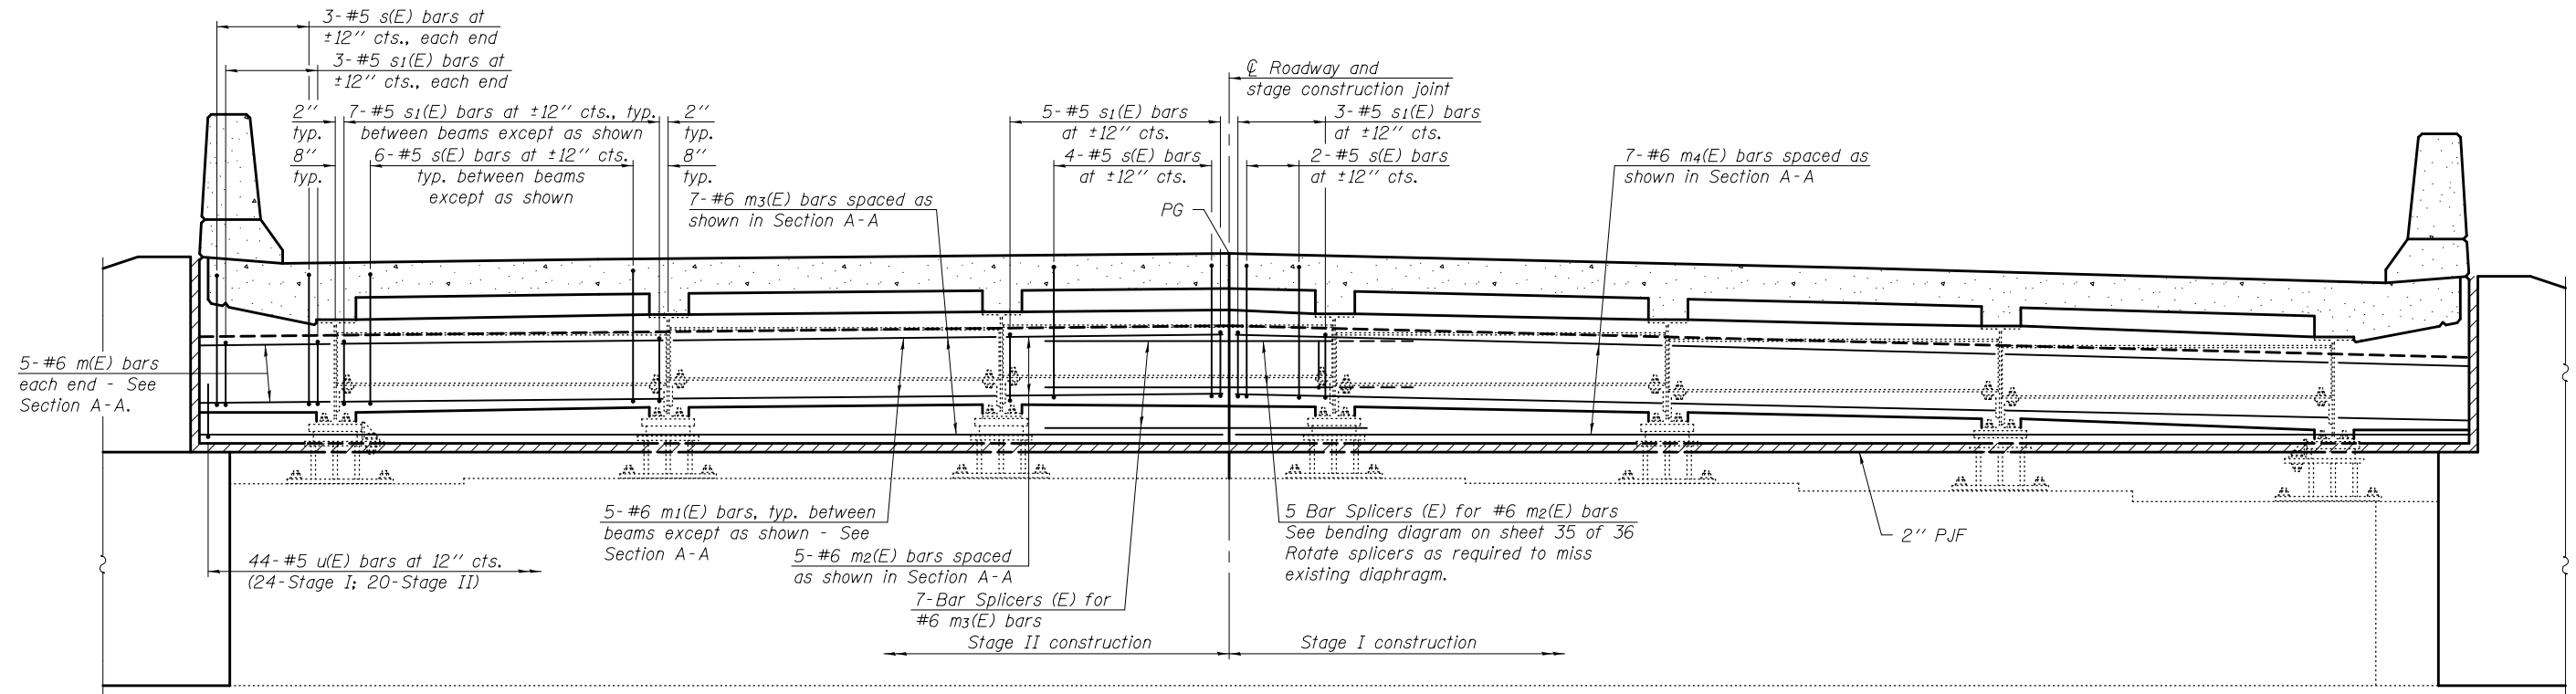 3-#5 s(E) bars at
±12" cts., each end
3-#5 s1(E) bars at
±12" cts., each end
2"
typ.
7-#5 s1(E) bars at ±12" cts., typ.
between beams except as shown
2"
typ.
8"
typ.
6-#5 s(E) bars at ±12" cts.
typ. between beams
except as shown
8"
typ.
7-#6 m3(E) bars spaced as
shown in Section A-A
℄ Roadway and
stage construction joint
5-#5 s1(E) bars
at ±12" cts.
3-#5 s1(E) bars
at ±12" cts.
4-#5 s(E) bars
at ±12" cts.
2-#5 s(E) bars
at ±12" cts.
7-#6 m4(E) bars spaced as
shown in Section A-A
PG
5-#6 m(E) bars
each end - See
Section A-A.
5-#6 m1(E) bars, typ. between
beams except as shown - See
Section A-A
5-#6 m2(E) bars spaced
as shown in Section A-A
7-Bar Splicers (E) for
#6 m3(E) bars
5 Bar Splicers (E) for #6 m2(E) bars
See bending diagram on sheet 35 of 36
Rotate splicers as required to miss
existing diaphragm.
2" PJF
44-#5 u(E) bars at 12" cts.
(24-Stage I; 20-Stage II)
Stage II construction
Stage I construction